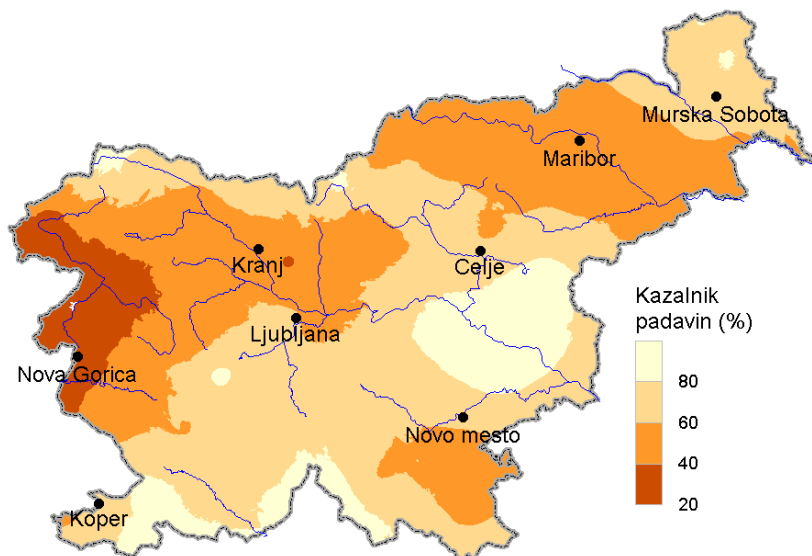 Murska Sobota
Maribor
Kranj
Celje
Ljubljana
Nova Gorica
Novo mesto
Koper
Kazalnik
padavin (%)
80
60
40
20